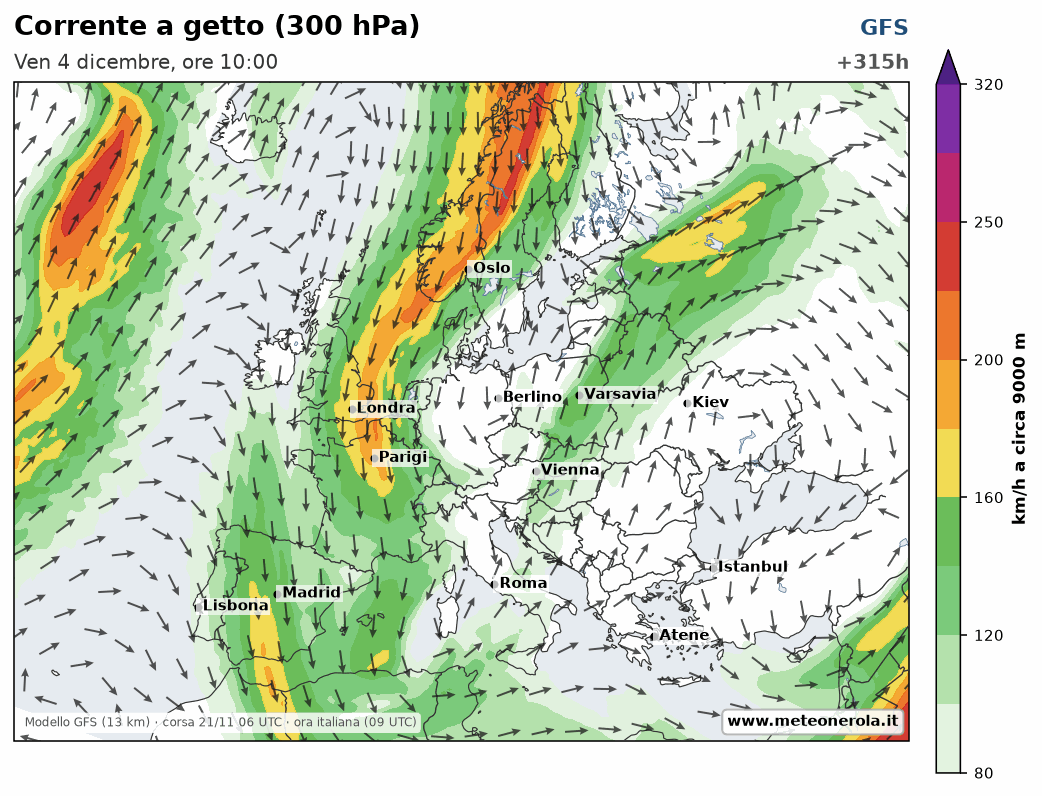 Corrente a getto (300 hPa)
GFS
Ven 4 dicembre, ore 10:00
+315h
320
250
200
160
120
80
km/h a circa 9000 m
Oslo
Berlino
Varsavia
Kiev
Londra
Parigi
Vienna
Istanbul
Roma
Madrid
Lisbona
Atene
Modello GFS (13 km) · corsa 21/11 06 UTC · ora italiana (09 UTC)
www.meteonerola.it